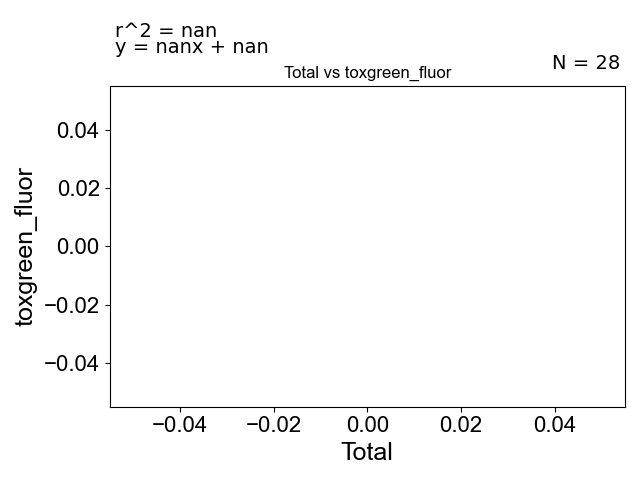 r^2 = nan
y = nanx + nan
N = 28
Total vs toxgreen_fluor
toxgreen_fluor
0.04
0.02
0.00
−0.02
−0.04
−0.04 −0.02 0.00 0.02 0.04
Total